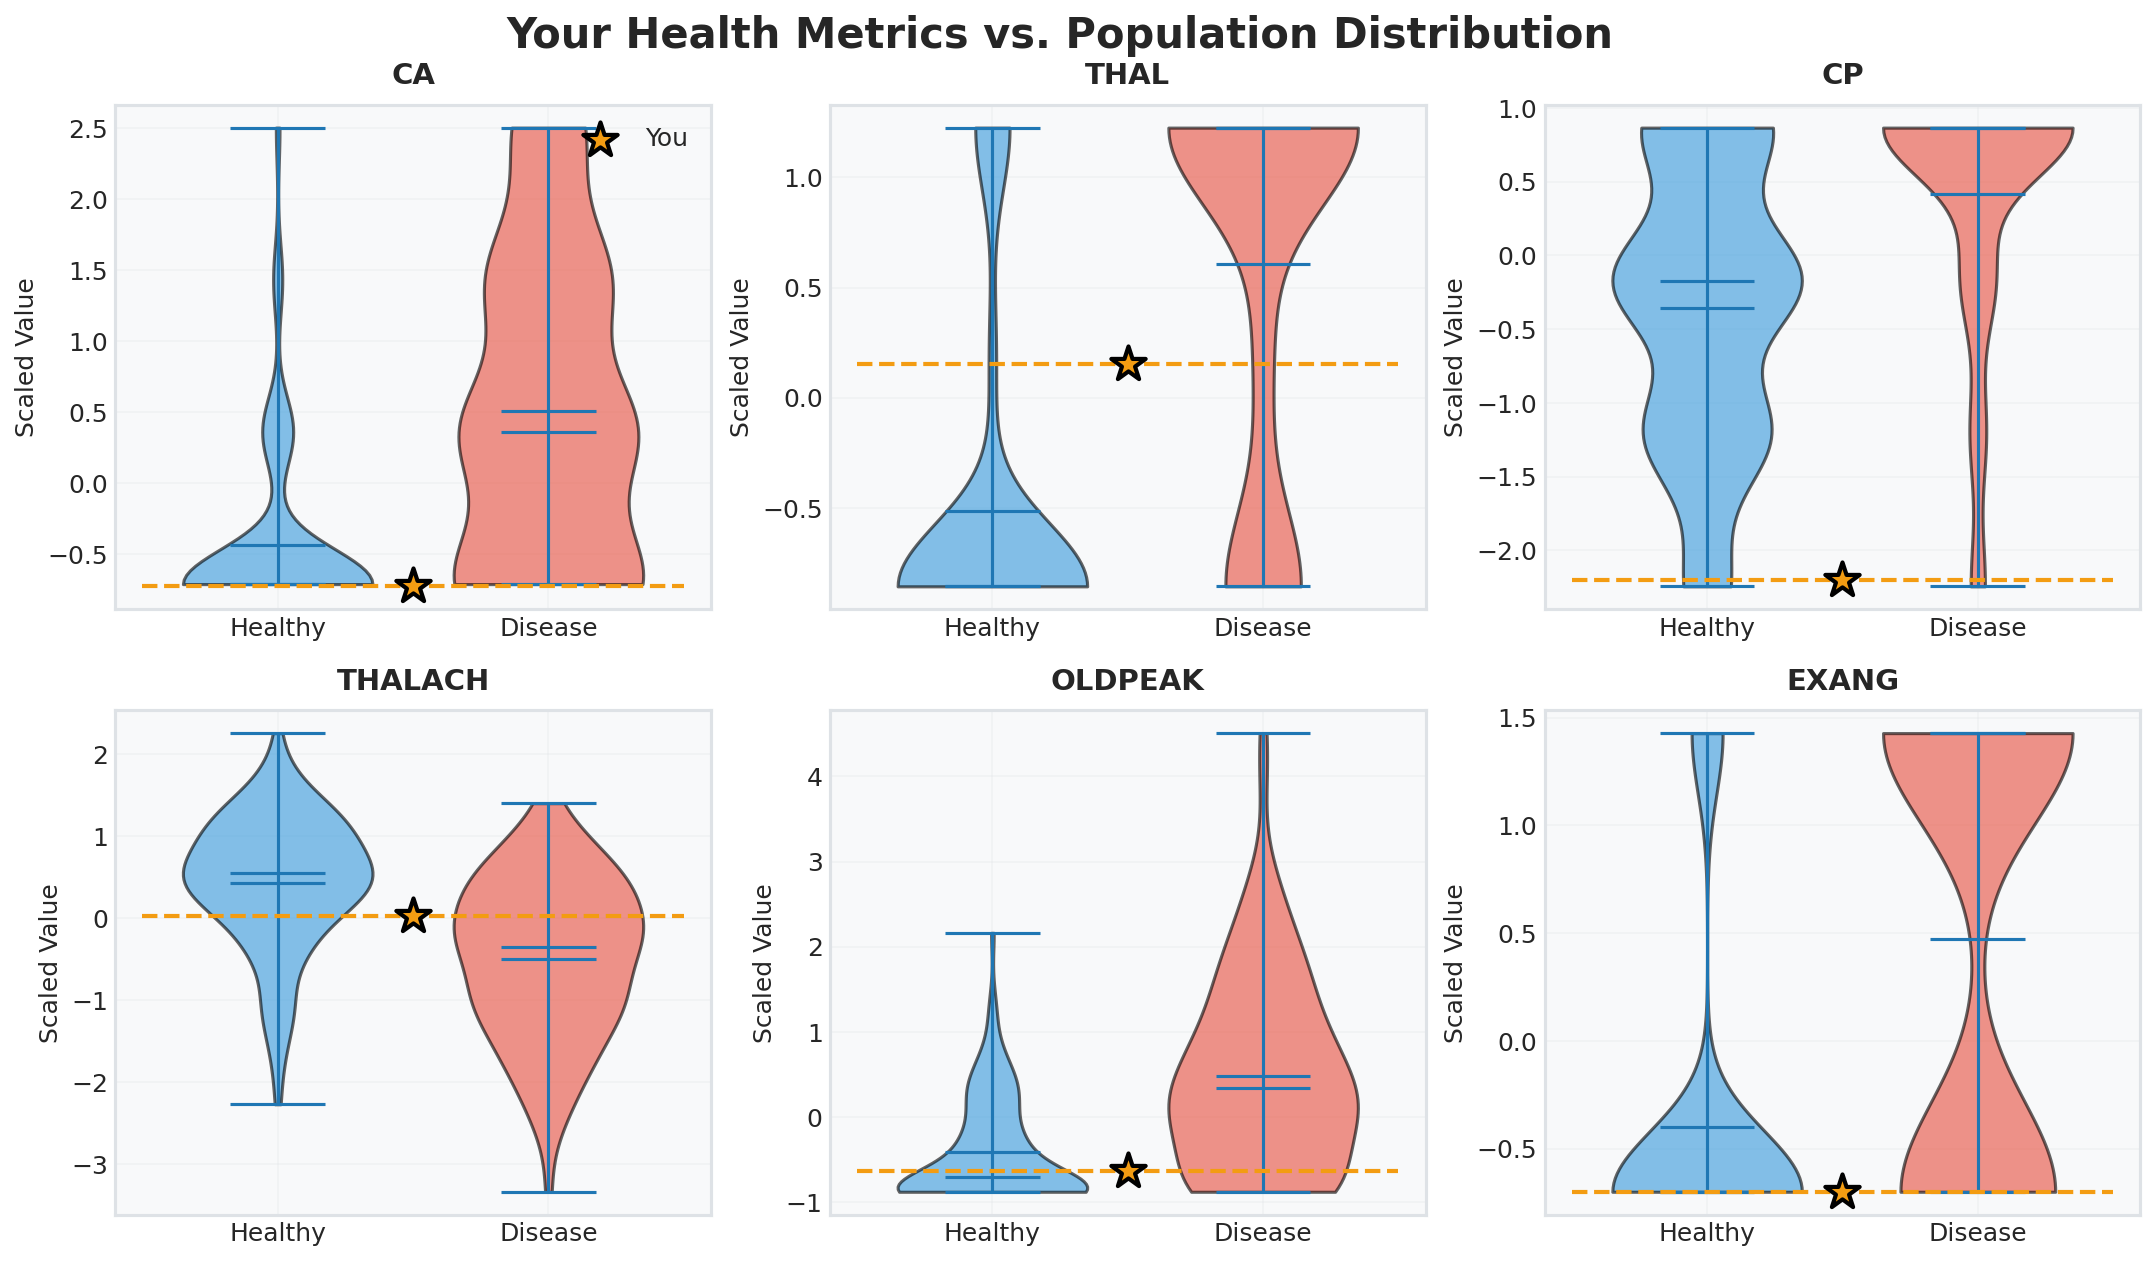 Your Health Metrics vs. Population Distribution
CA
THAL
CP
Scaled Value
2.5
2.0
1.5
1.0
0.5
0.0
−0.5
You
Healthy
Disease
Scaled Value
1.0
0.5
0.0
−0.5
Healthy
Disease
Scaled Value
1.0
0.5
0.0
−0.5
−1.0
−1.5
−2.0
Healthy
Disease
THALACH
OLDPEAK
EXANG
Scaled Value
2
1
0
−1
−2
−3
Healthy
Disease
Scaled Value
4
3
2
1
0
−1
Healthy
Disease
Scaled Value
1.5
1.0
0.5
0.0
−0.5
Healthy
Disease